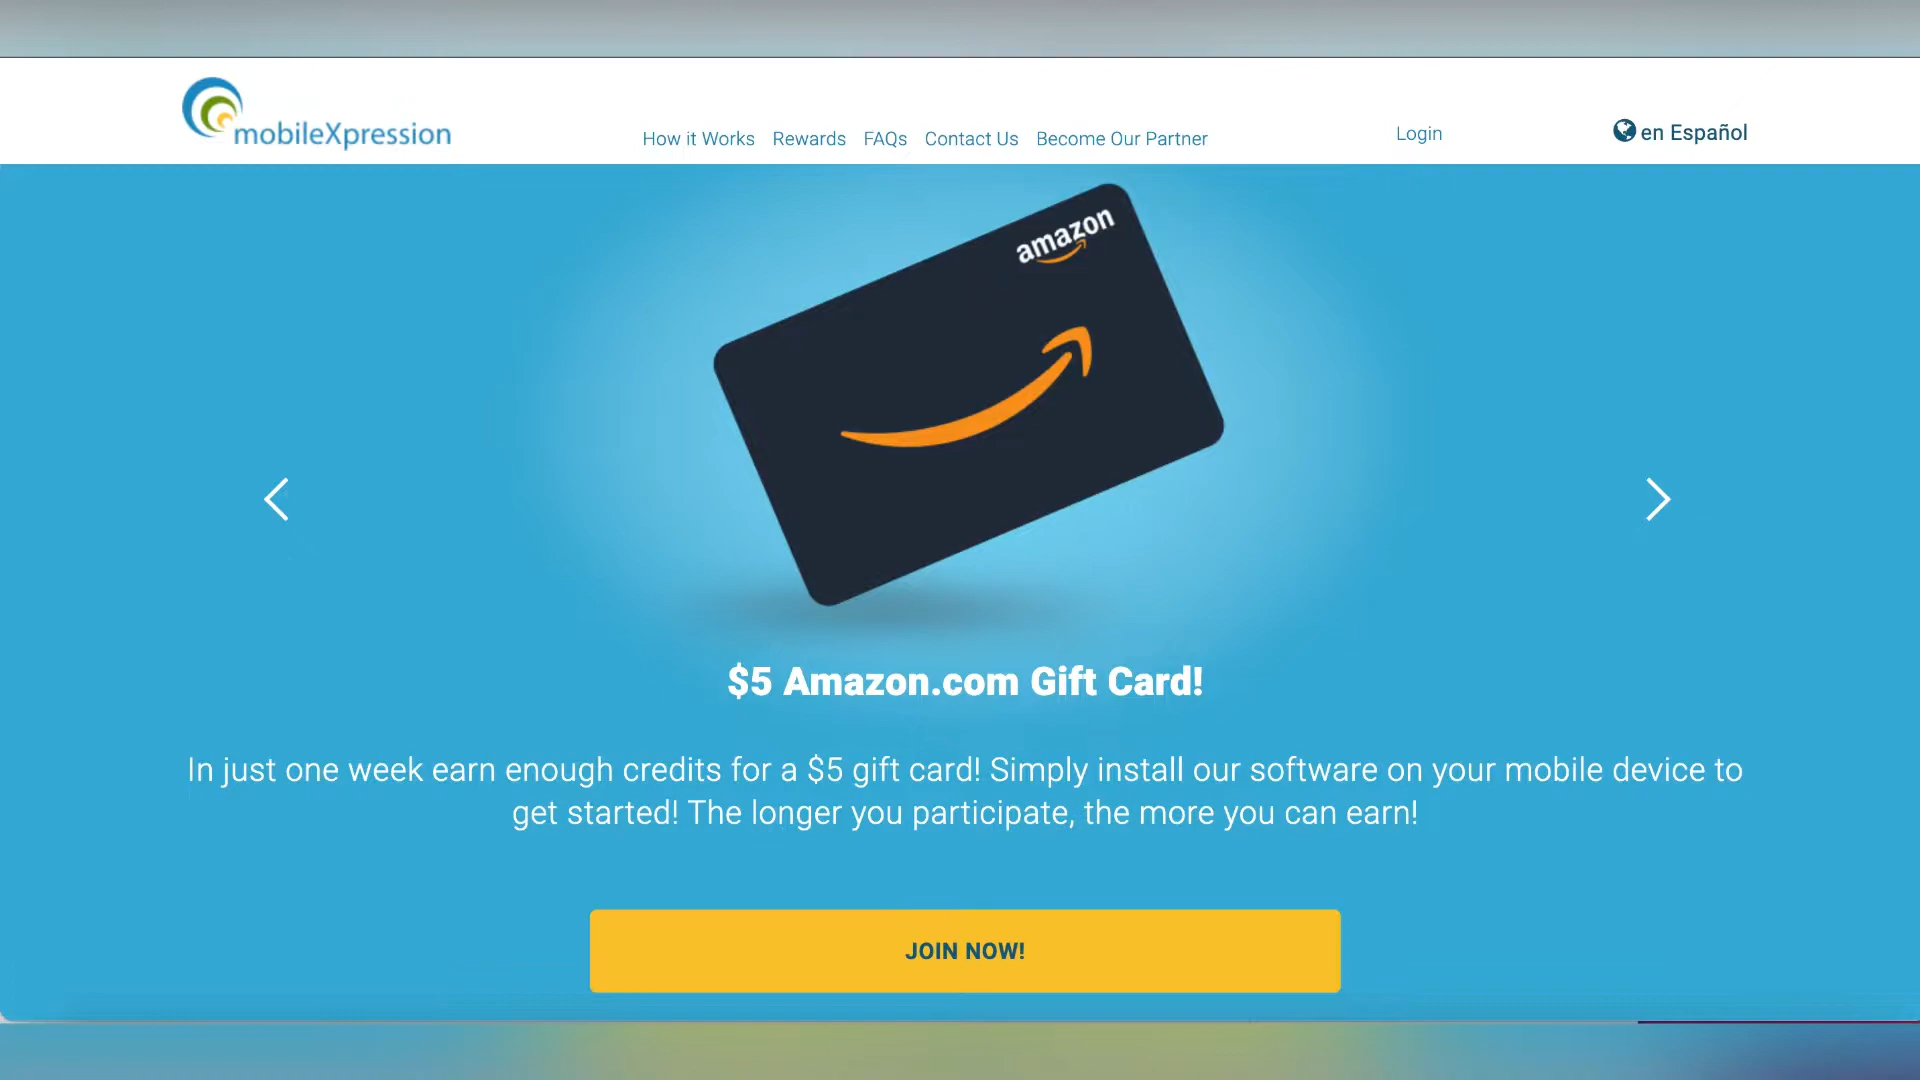 mobileXpression
How it Works Rewards FAQs Contact Us Become Our Partner
Login
en Español
amazon
$5 Amazon.com Gift Card!
In just one week earn enough credits for a $5 gift card! Simply install our software on your mobile device to
get started! The longer you participate, the more you can earn!
JOIN NOW!